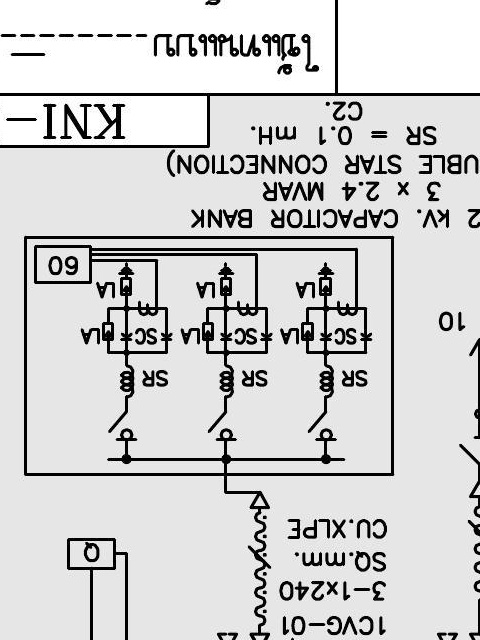 1CVG-01
3-1x240
SQ.mm.
CU.XLPE
Q
SR SR SR
10
SC LA SC LA SC LA
LA LA LA
60
2 kV. CAPACITOR BANK
3 x 2.4 MVAR
UBLE STAR CONNECTION)
SR = 0.1 mH.
C2.
KNI-
ใช้แทนแบบ